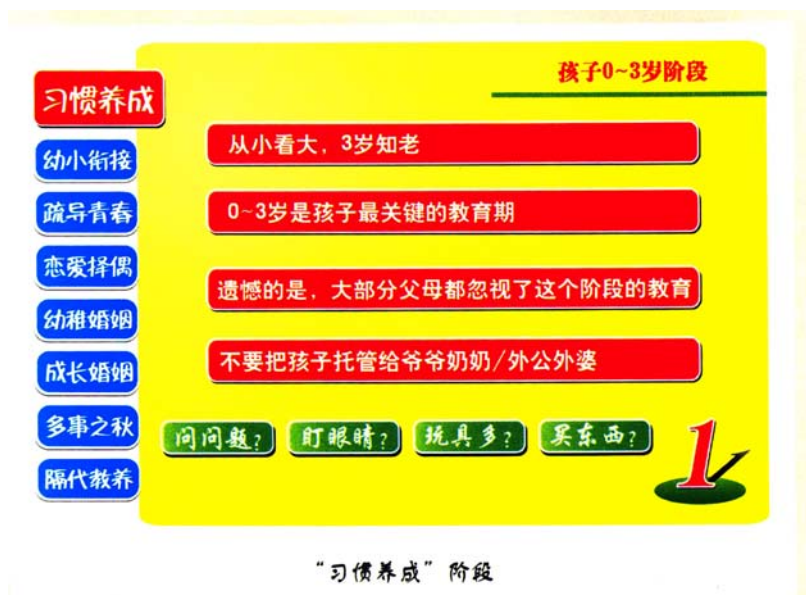 孩子0~3岁阶段
习惯养成
幼小衔接
疏导青春
恋爱择偶
幼稚婚姻
成长婚姻
多事之秋
隔代教养
从小看大，3岁知老
0~3岁是孩子最关键的教育期
遗憾的是，大部分父母都忽视了这个阶段的教育
不要把孩子托管给爷爷奶奶/外公外婆
问问题？
盯眼睛？
玩具多？
买东西？
1
“习惯养成”阶段